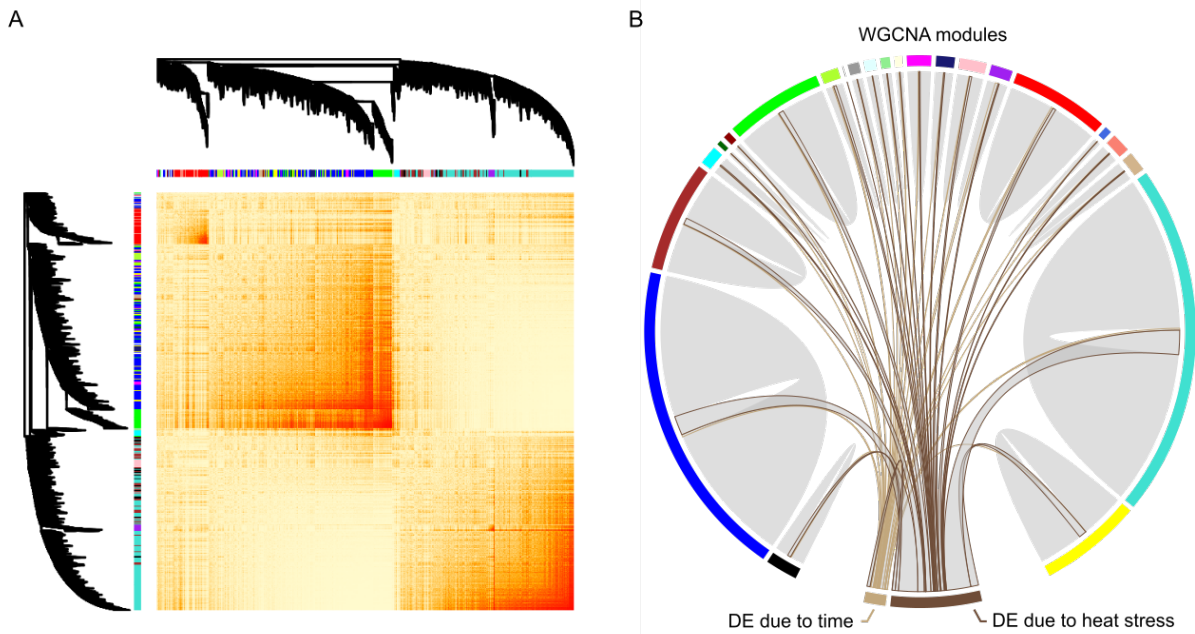 A
B
WGCNA modules
DE due to time
DE due to heat stress